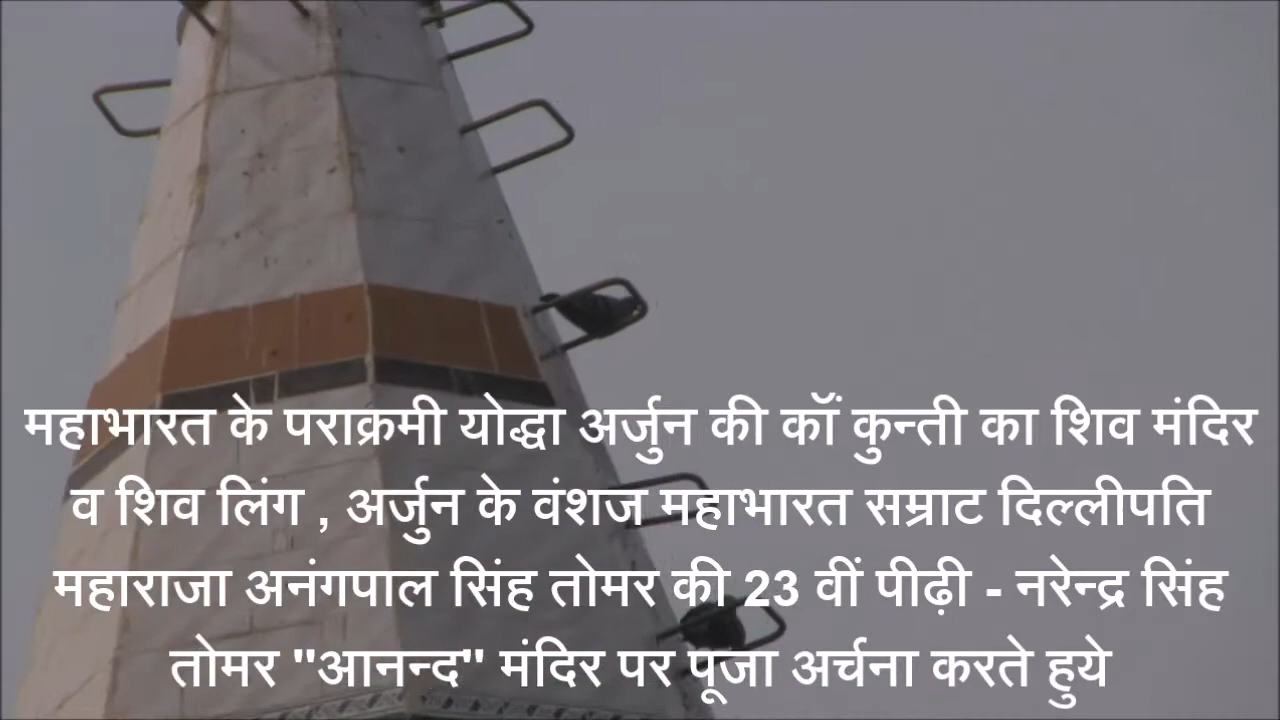 महाभारत के पराक्रमी योद्धा अर्जुन की कॉं कुन्ती का शिव मंदिर
व शिव लिंग , अर्जुन के वंशज महाभारत सम्राट दिल्लीपति
महाराजा अनंगपाल सिंह तोमर की 23 वीं पीढ़ी - नरेन्द्र सिंह
तोमर "आनन्द" मंदिर पर पूजा अर्चना करते हुये